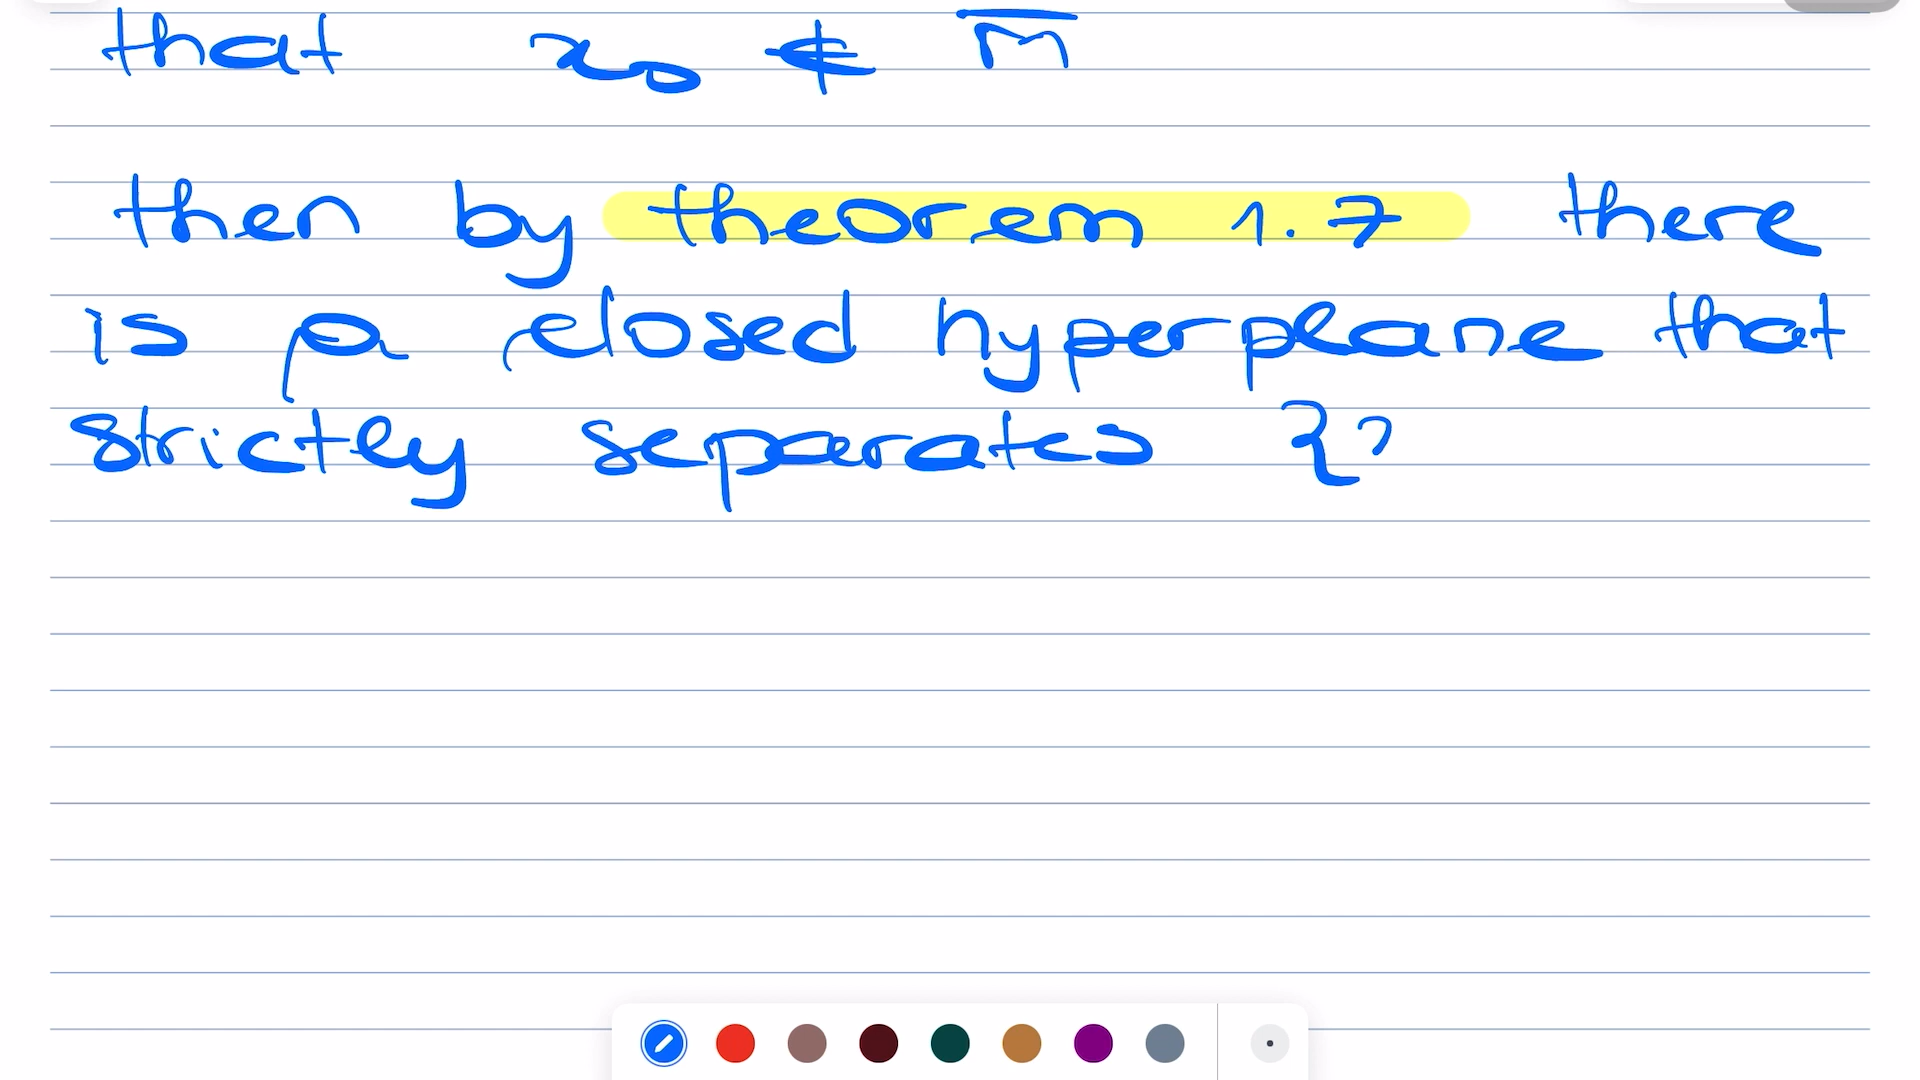 that x₀ ∉ M̅
then by theorem 1.7 there
is a closed hyperplane that
strictly separates {